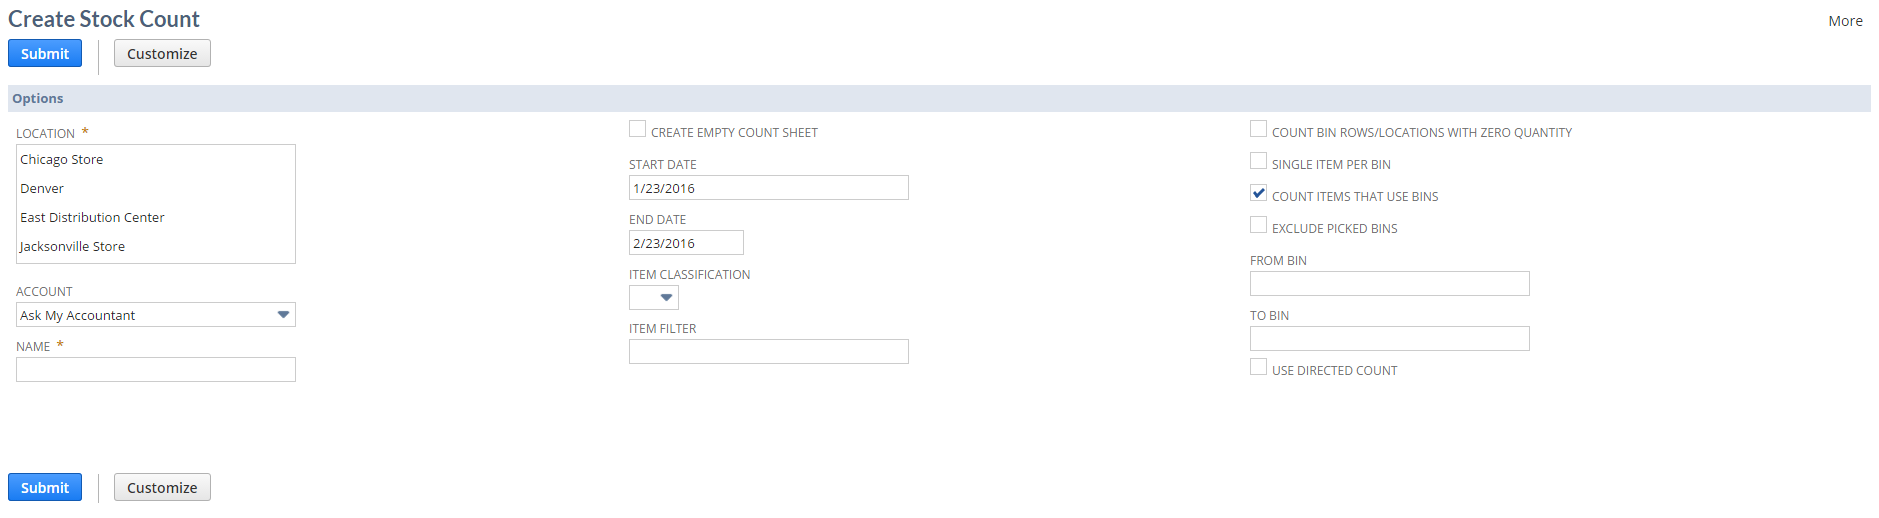 Create Stock Count
More
Submit
Customize
Options
LOCATION *
Chicago Store
Denver
East Distribution Center
Jacksonville Store
ACCOUNT
Ask My Accountant
NAME *
CREATE EMPTY COUNT SHEET
START DATE
1/23/2016
END DATE
2/23/2016
ITEM CLASSIFICATION
ITEM FILTER
COUNT BIN ROWS/LOCATIONS WITH ZERO QUANTITY
SINGLE ITEM PER BIN
COUNT ITEMS THAT USE BINS
EXCLUDE PICKED BINS
FROM BIN
TO BIN
USE DIRECTED COUNT
Submit
Customize